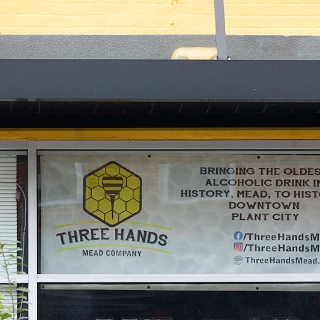 THREE HANDS
MEAD COMPANY
BRINGING THE OLDES
ALCOHOLIC DRINK IN
HISTORY, MEAD, TO HISTO
DOWNTOWN
PLANT CITY
/ThreeHandsM
/ThreeHandsM
ThreeHandsMead.